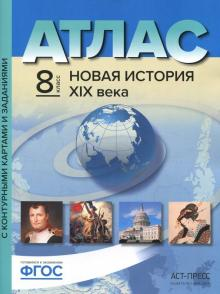 АТЛАС
8 класс
НОВАЯ ИСТОРИЯ
XIX века
С КОНТУРНЫМИ КАРТАМИ И ЗАДАНИЯМИ
ФГОС
АСТ-ПРЕСС